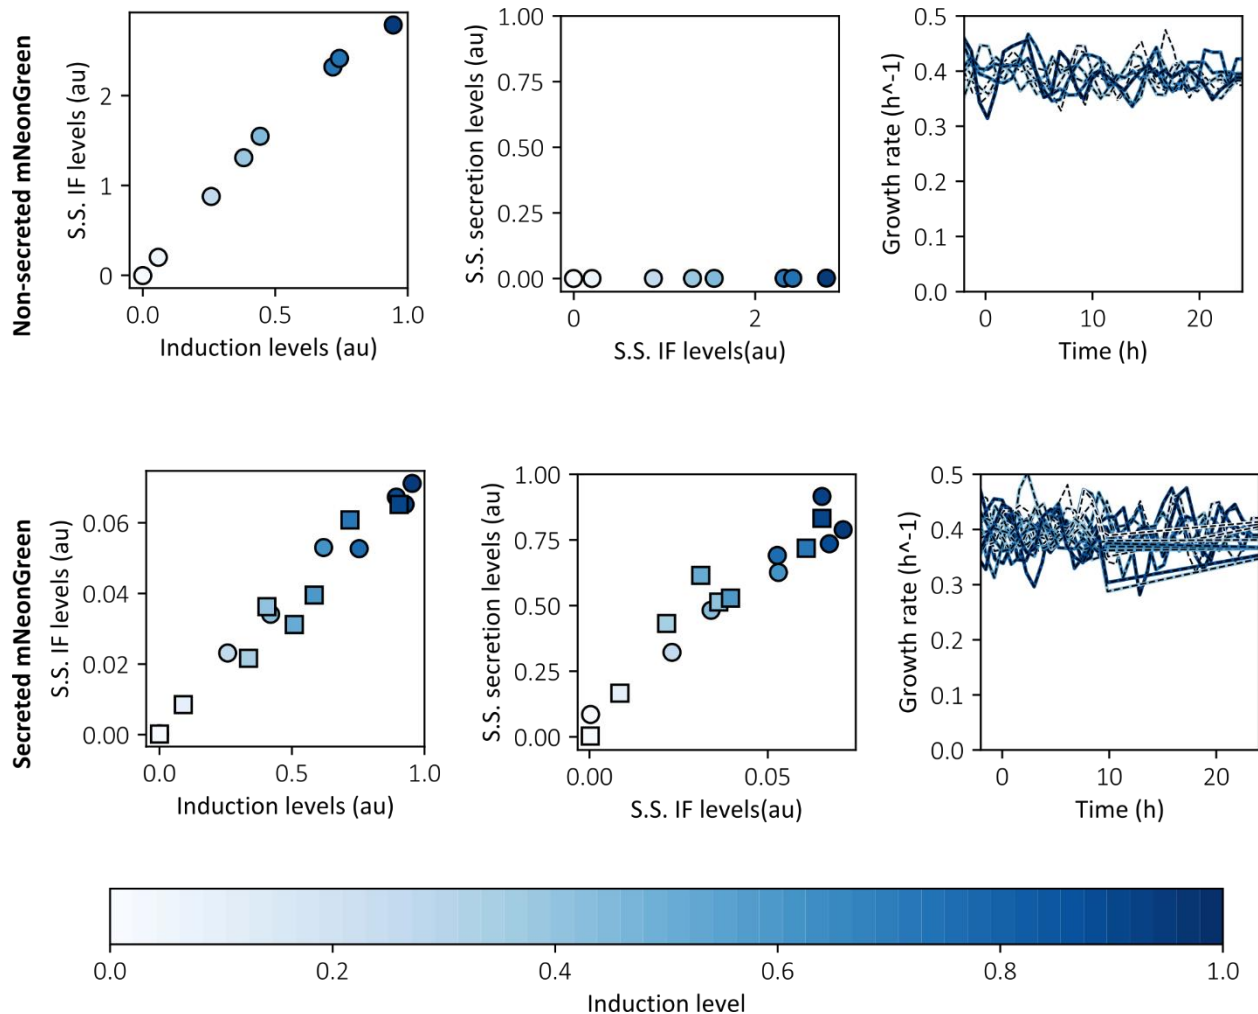 Non-secreted mNeonGreen
S.S. IF levels (au)
2
1
0
0.0 0.5 1.0
Induction levels (au)
S.S. secretion levels (au)
1.00
0.75
0.50
0.25
0.00
0 2
S.S. IF levels(au)
Growth rate (h^-1)
0.5
0.4
0.3
0.2
0.1
0.0
0 10 20
Time (h)
Secreted mNeonGreen
S.S. IF levels (au)
0.06
0.04
0.02
0.00
0.0 0.5 1.0
Induction levels (au)
S.S. secretion levels (au)
1.00
0.75
0.50
0.25
0.00
0.00 0.05
S.S. IF levels(au)
Growth rate (h^-1)
0.5
0.4
0.3
0.2
0.1
0.0
0 10 20
Time (h)
0.0 0.2 0.4 0.6 0.8 1.0
Induction level